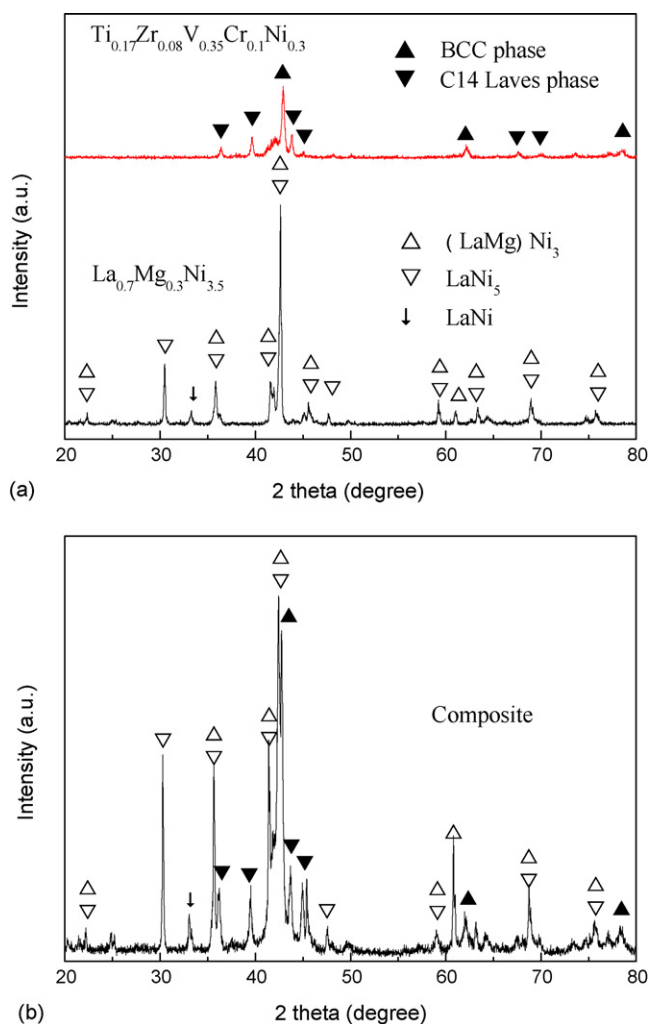 Ti0.17Zr0.08V0.35Cr0.1Ni0.3
▲ BCC phase
▼ C14 Laves phase
Intensity (a.u.)
La0.7Mg0.3Ni3.5
△ (LaMg) Ni3
▽ LaNi5
↓ LaNi
20 30 40 50 60 70 80
(a)
2 theta (degree)
Intensity (a.u.)
Composite
20 30 40 50 60 70 80
(b)
2 theta (degree)